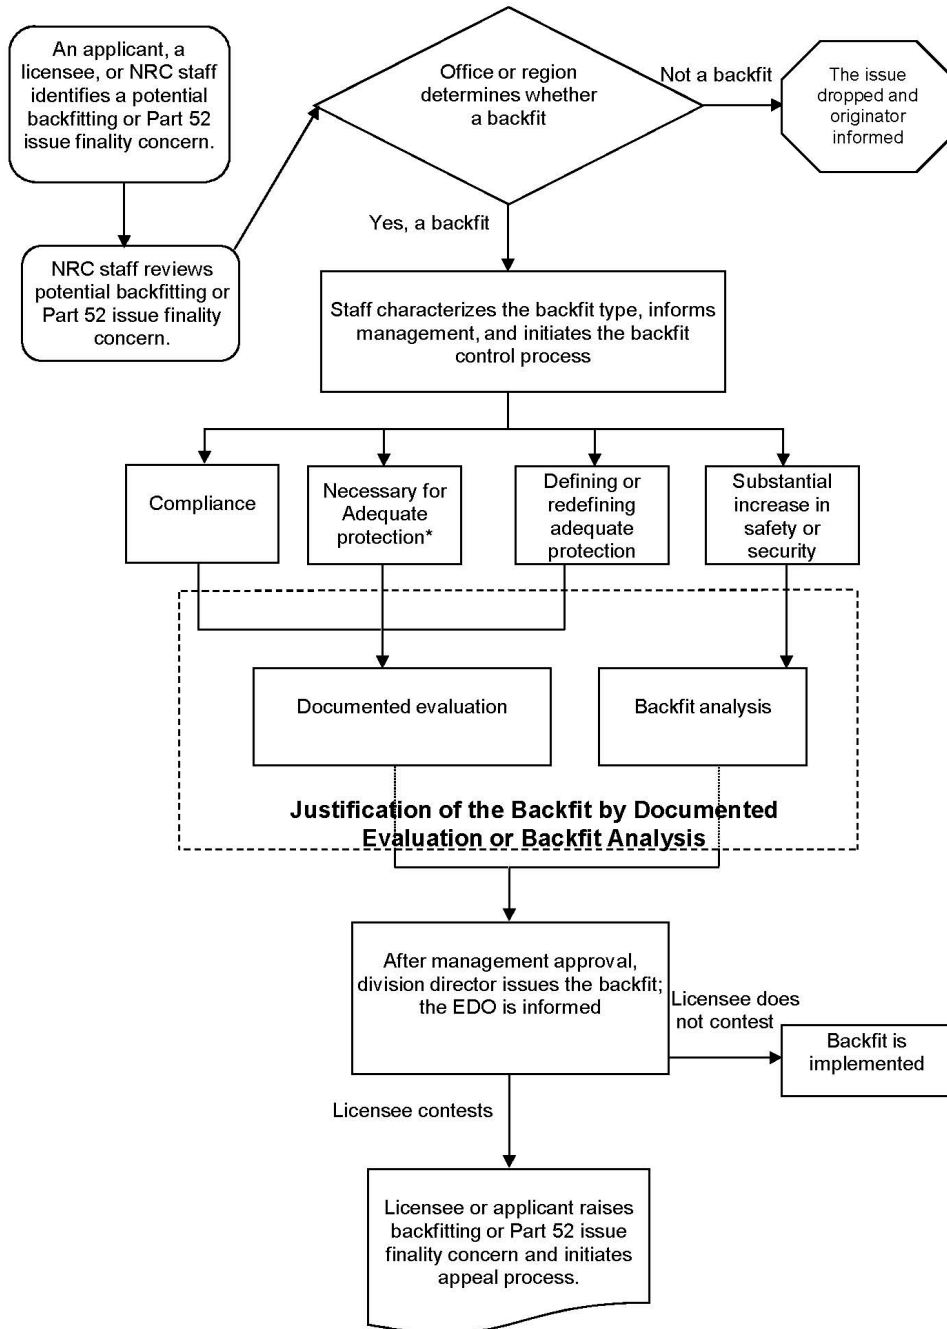 An applicant, a
licensee, or NRC staff
identifies a potential
backfitting or Part 52
issue finality concern.
NRC staff reviews
potential backfitting or
Part 52 issue finality
concern.
Office or region
determines whether
a backfit
Not a backfit
The issue
dropped and
originator
informed
Yes, a backfit
Staff characterizes the backfit type, informs
management, and initiates the backfit
control process
Compliance
Necessary for
Adequate
protection*
Defining or
redefining
adequate
protection
Substantial
increase in
safety or
security
Documented evaluation
Backfit analysis
Justification of the Backfit by Documented
Evaluation or Backfit Analysis
After management approval,
division director issues the backfit;
the EDO is informed
Licensee does
not contest
Backfit is
implemented
Licensee contests
Licensee or applicant raises
backfitting or Part 52 issue
finality concern and initiates
appeal process.